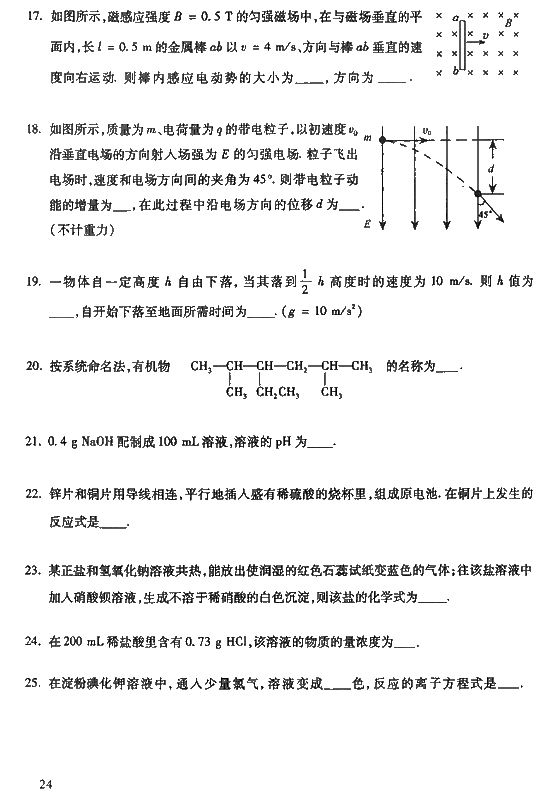 17. 如图所示,磁感应强度 B = 0.5 T 的匀强磁场中,在与磁场垂直的平
面内,长 l = 0.5 m 的金属棒 ab 以 v = 4 m/s、方向与棒 ab 垂直的速
度向右运动. 则棒内感应电动势的大小为____,方向为____.
× a × × × B ×
× × × v × ×
× × × × ×
× b × × × ×
18. 如图所示,质量为 m、电荷量为 q 的带电粒子,以初速度 v₀
沿垂直电场的方向射入场强为 E 的匀强电场. 粒子飞出
电场时,速度和电场方向间的夹角为 45°. 则带电粒子动
能的增量为__,在此过程中沿电场方向的位移 d 为__.
(不计重力)
m v₀
d
45°
E
19. 一物体自一定高度 h 自由下落, 当其落到 1/2 h 高度时的速度为 10 m/s. 则 h 值为
____,自开始下落至地面所需时间为____. (g = 10 m/s²)
20. 按系统命名法,有机物 CH₃—CH—CH—CH₂—CH—CH₃ 的名称为____.
CH₃ CH₂CH₃ CH₃
21. 0.4 g NaOH 配制成 100 mL 溶液,溶液的 pH 为____.
22. 锌片和铜片用导线相连,平行地插入盛有稀硫酸的烧杯里,组成原电池. 在铜片上发生的
反应式是____.
23. 某正盐和氢氧化钠溶液共热,能放出使润湿的红色石蕊试纸变蓝色的气体;往该盐溶液中
加入硝酸钡溶液,生成不溶于稀硝酸的白色沉淀,则该盐的化学式为____.
24. 在 200 mL 稀盐酸里含有 0.73 g HCl,该溶液的物质的量浓度为____.
25. 在淀粉碘化钾溶液中, 通入少量氯气, 溶液变成____色, 反应的离子方程式是____.
24